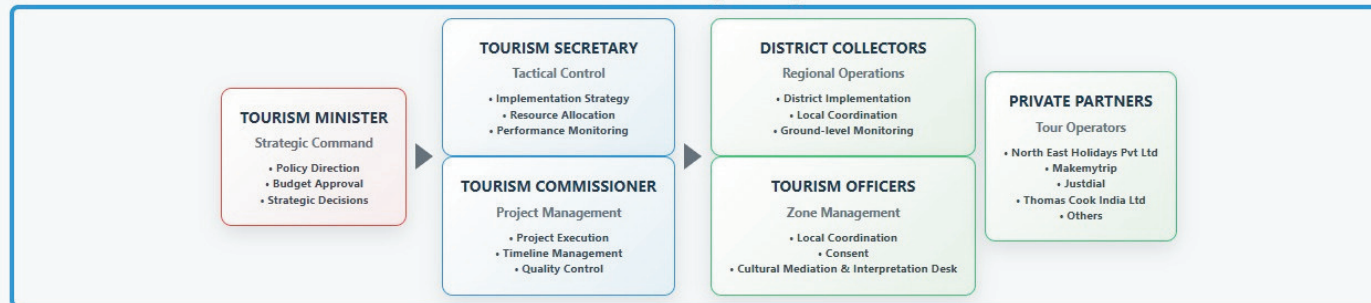 TOURISM MINISTER
Strategic Command
• Policy Direction
• Budget Approval
• Strategic Decisions
TOURISM SECRETARY
Tactical Control
• Implementation Strategy
• Resource Allocation
• Performance Monitoring
TOURISM COMMISSIONER
Project Management
• Project Execution
• Timeline Management
• Quality Control
DISTRICT COLLECTORS
Regional Operations
• District Implementation
• Local Coordination
• Ground-level Monitoring
TOURISM OFFICERS
Zone Management
• Local Coordination
• Consent
• Cultural Mediation & Interpretation Desk
PRIVATE PARTNERS
Tour Operators
• North East Holidays Pvt Ltd
• Makemytrip
• Justdial
• Thomas Cook India Ltd
• Others